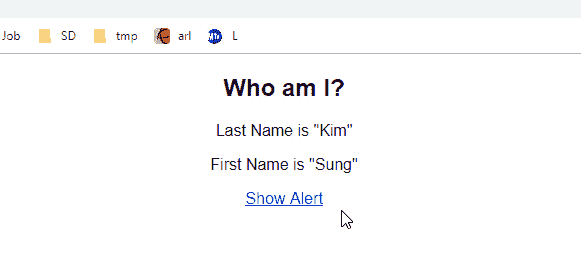 Job SD tmp arl L
Who am I?
Last Name is "Kim"
First Name is "Sung"
Show Alert